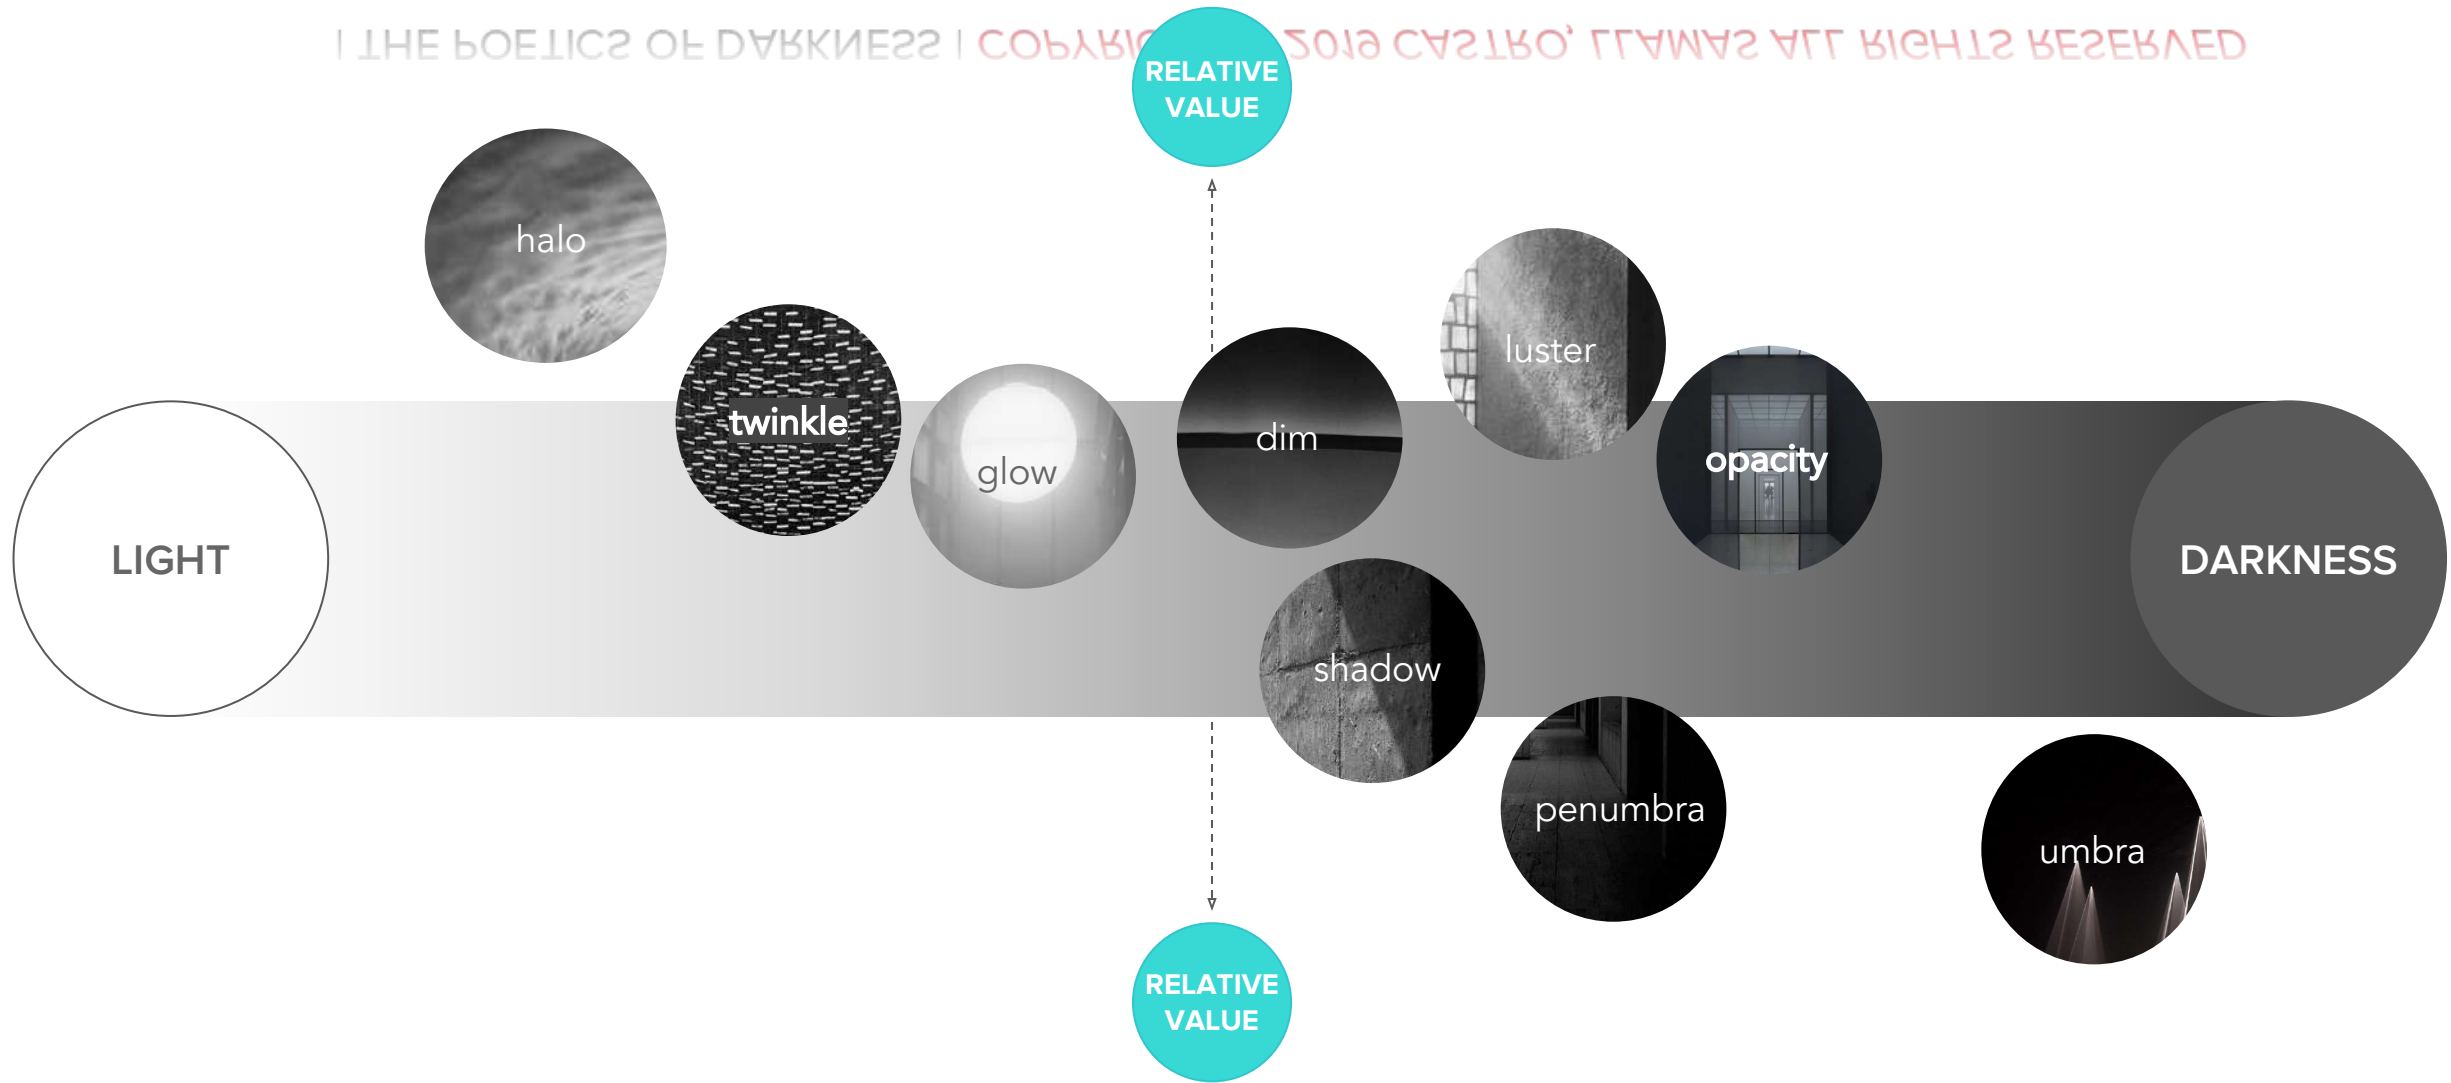 | THE POETICS OF DARKNESS | 2019 CASTRO, LLAMAS ALL RIGHTS RESERVED
RELATIVE
VALUE
halo
twinkle
glow
dim
luster
opacity
LIGHT
DARKNESS
shadow
penumbra
umbra
RELATIVE
VALUE